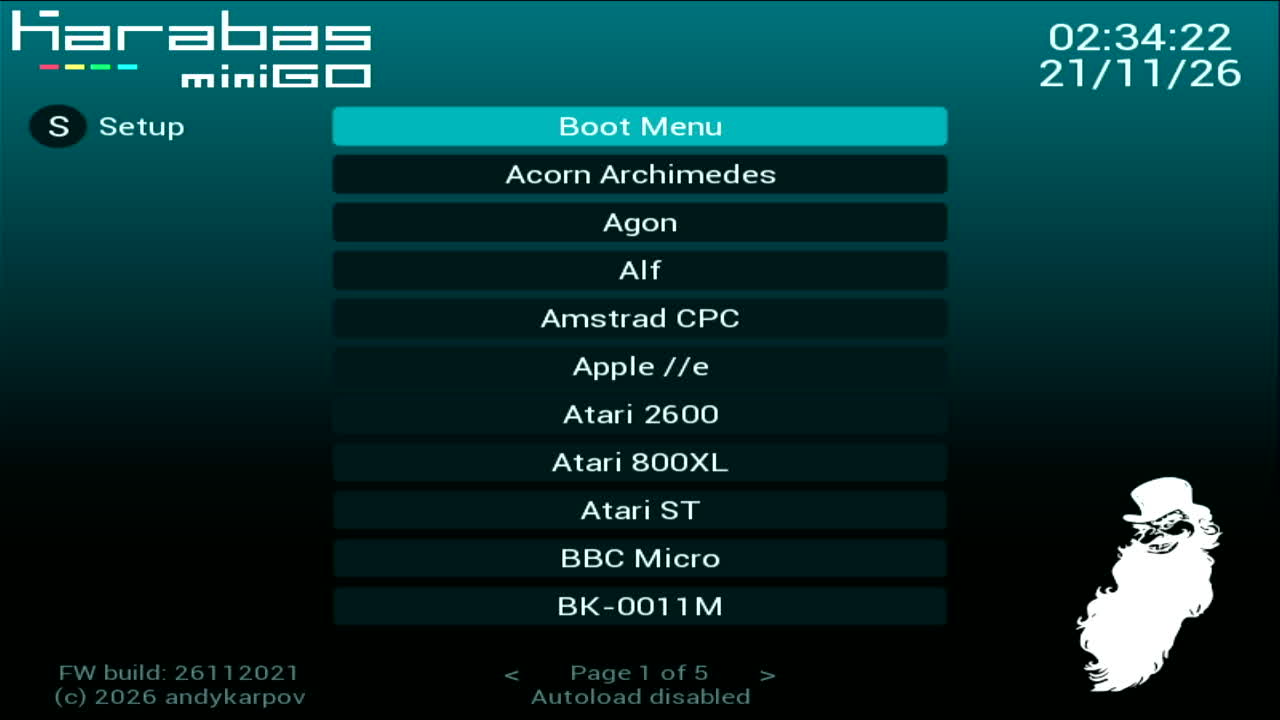 Karabas
miniGO
02:34:22
21/11/26
S Setup
Boot Menu
Acorn Archimedes
Agon
Alf
Amstrad CPC
Apple //e
Atari 2600
Atari 800XL
Atari ST
BBC Micro
BK-0011M
FW build: 26112021
(c) 2026 andykarpov
< Page 1 of 5 >
Autoload disabled